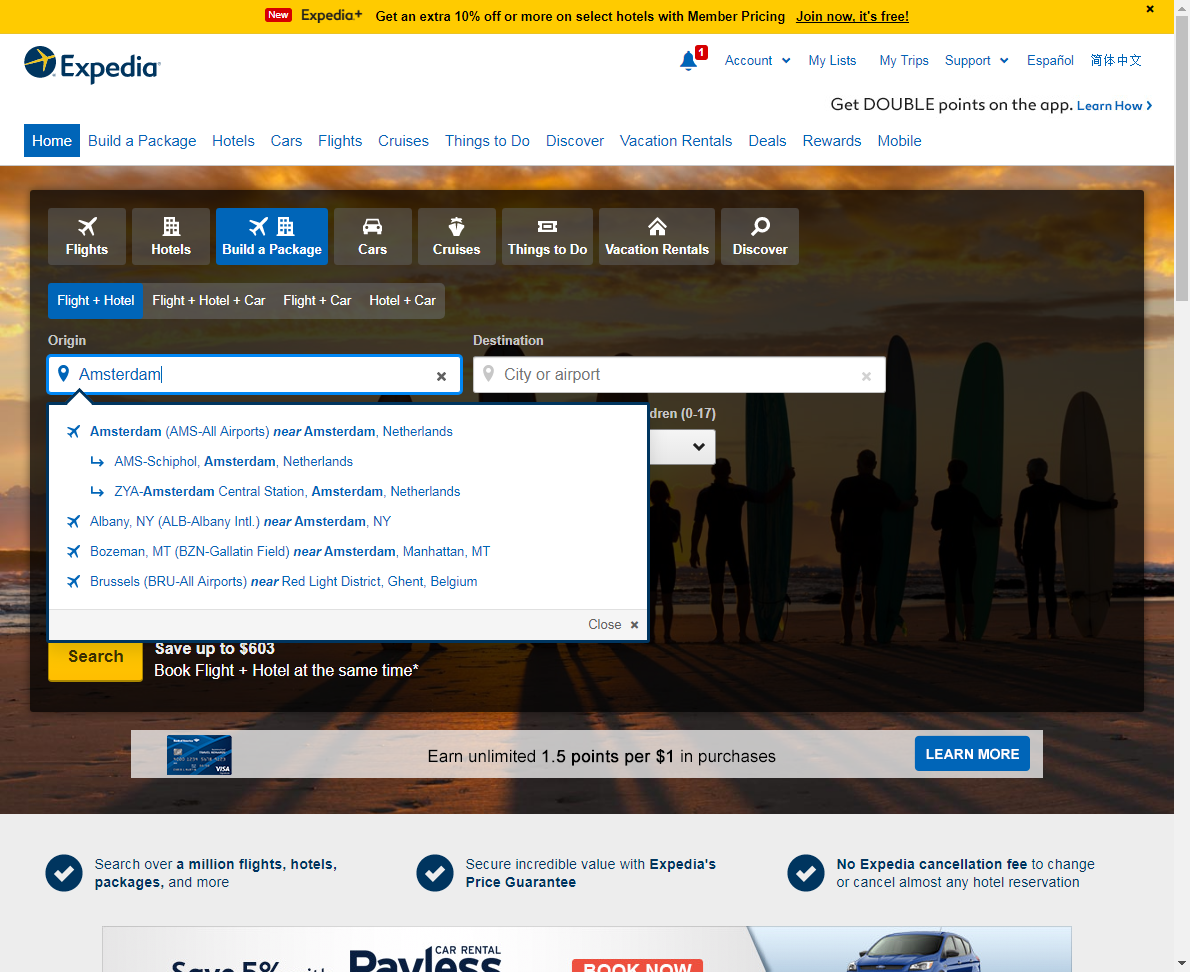 New Expedia+ Get an extra 10% off or more on select hotels with Member Pricing Join now, it's free!
Expedia
1
Account My Lists My Trips Support Español 简体中文
Get DOUBLE points on the app. Learn How
Home Build a Package Hotels Cars Flights Cruises Things to Do Discover Vacation Rentals Deals Rewards Mobile
Flights Hotels Build a Package Cars Cruises Things to Do Vacation Rentals Discover
Flight + Hotel Flight + Hotel + Car Flight + Car Hotel + Car
Origin Destination
Amsterdam City or airport
dren (0-17)
Amsterdam (AMS-All Airports) near Amsterdam, Netherlands
AMS-Schiphol, Amsterdam, Netherlands
ZYA-Amsterdam Central Station, Amsterdam, Netherlands
Albany, NY (ALB-Albany Intl.) near Amsterdam, NY
Bozeman, MT (BZN-Gallatin Field) near Amsterdam, Manhattan, MT
Brussels (BRU-All Airports) near Red Light District, Ghent, Belgium
Close
Search
Save up to $603
Book Flight + Hotel at the same time*
VISA
Earn unlimited 1.5 points per $1 in purchases
LEARN MORE
Search over a million flights, hotels,
packages, and more
Secure incredible value with Expedia's
Price Guarantee
No Expedia cancellation fee to change
or cancel almost any hotel reservation
Save 5% with
Payless
CAR RENTAL
BOOK NOW